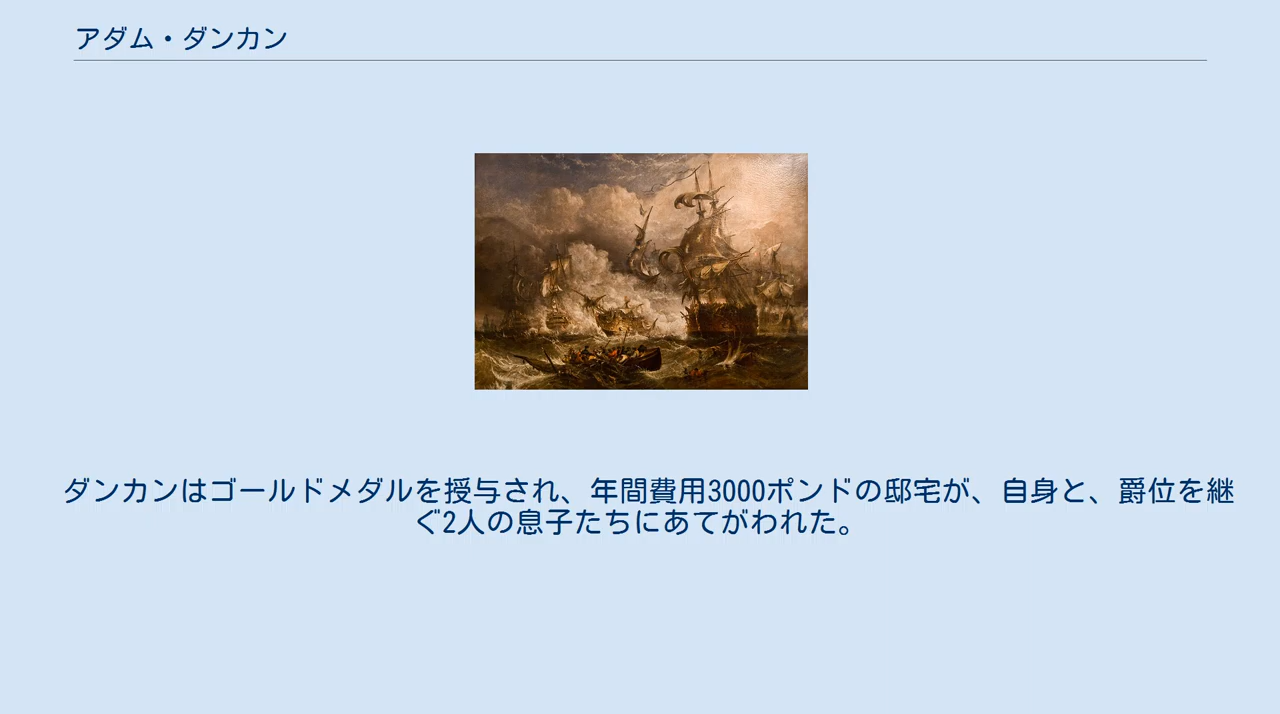 アダム・ダンカン
ダンカンはゴールドメダルを授与され、年間費用3000ポンドの邸宅が、自身と、爵位を継
ぐ2人の息子たちにあてがわれた。